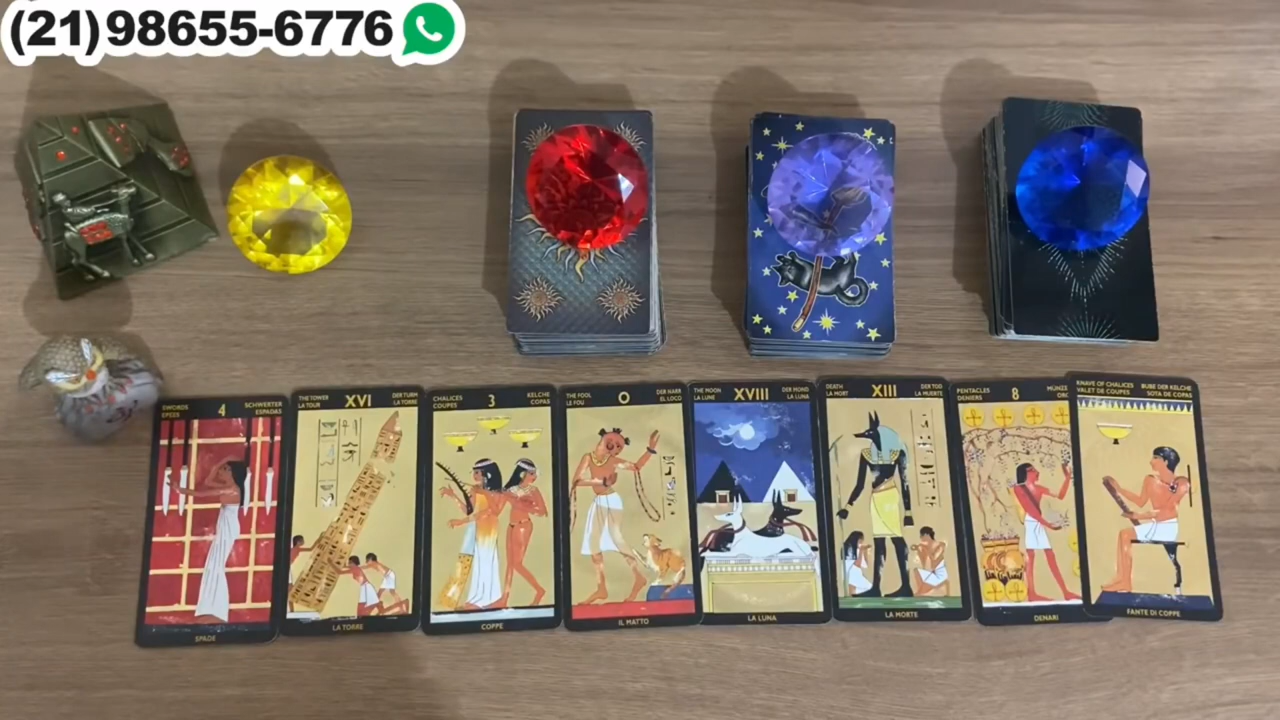 (21)98655-6776
SWORDS
EPEES
4
SCHWERTER
ESPADAS
SPADE
THE TOWER
LA TOUR
XVI
DER TURM
LA TORRE
LA TORRE
CHALICES
COUPES
3
KELCHE
COPAS
COPPE
THE FOOL
LE FOU
0
DER NARR
EL LOCO
IL MATTO
THE MOON
LA LUNE
XVIII
DER MOND
LA LUNA
LA LUNA
DEATH
LA MORT
XIII
DER TOD
LA MUERTE
LA MORTE
PENTACLES
DENIERS
8
DENARI
KNAVE OF CHALICES
VALET DE COUPES
BUBE DER KELCHE
SOTA DE COPAS
FANTE DI COPPE